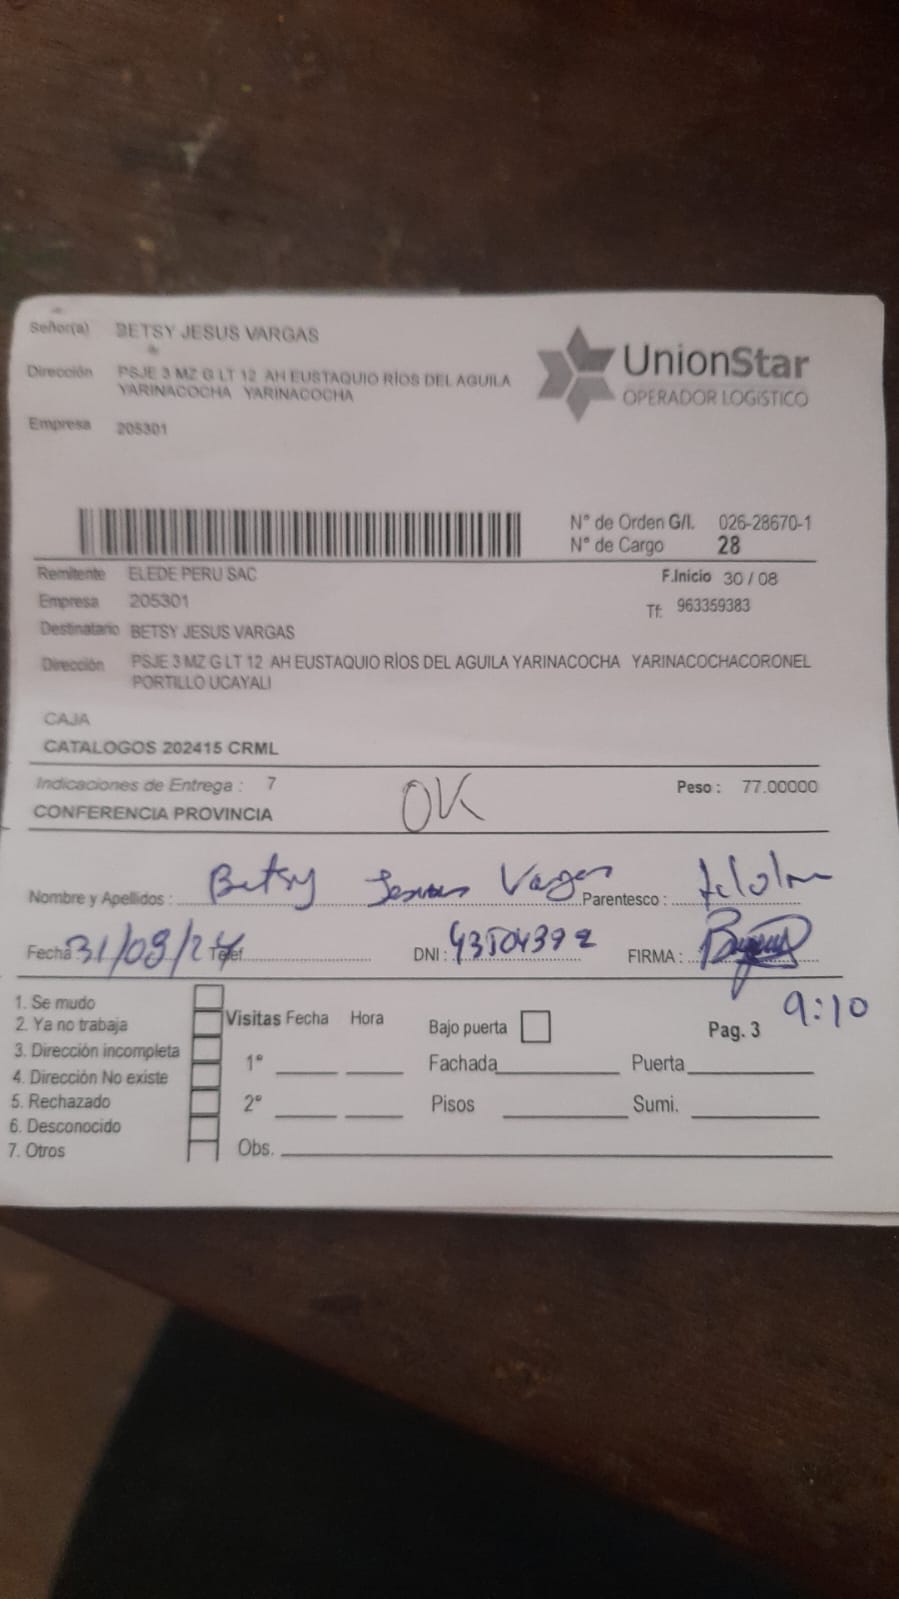 Señor(a) BETSY JESUS VARGAS
Dirección PSJE 3 MZ G LT 12 AH EUSTAQUIO RÍOS DEL AGUILA
YARINACOCHA YARINACOCHA
Empresa 205301
UnionStar
OPERADOR LOGÍSTICO
N° de Orden G/I. 026-28670-1
N° de Cargo 28
Remitente ELEDE PERU SAC
F.Inicio 30 / 08
Empresa 205301
Tf: 963359383
Destinatario BETSY JESUS VARGAS
Dirección PSJE 3 MZ G LT 12 AH EUSTAQUIO RÍOS DEL AGUILA YARINACOCHA YARINACOCHACORONEL
PORTILLO UCAYALI
CAJA
CATALOGOS 202415 CRML
Indicaciones de Entrega : 7
OK
Peso : 77.00000
CONFERENCIA PROVINCIA
Nombre y Apellidos : Betsy Jesus Vargas Parentesco :
Fecha 31/08/24 Telef DNI : 43504392 FIRMA :
9:10
1. Se mudo
2. Ya no trabaja
3. Dirección incompleta
4. Dirección No existe
5. Rechazado
6. Desconocido
7. Otros
Visitas Fecha Hora Bajo puerta Pag. 3
1° Fachada Puerta
2° Pisos Sumi.
Obs.